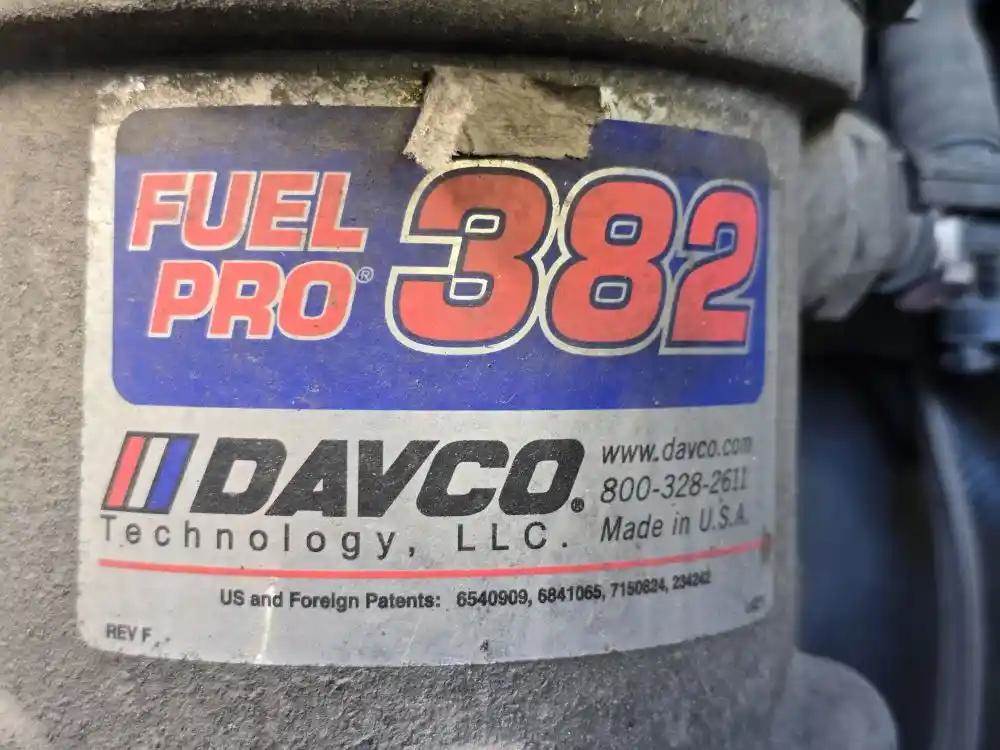 FUEL
PRO® 382
DAVCO®
Technology, LLC.
www.davco.com
800-328-2611
Made in U.S.A.
US and Foreign Patents: 6540909, 6841065, 7150824, 234242
REV F